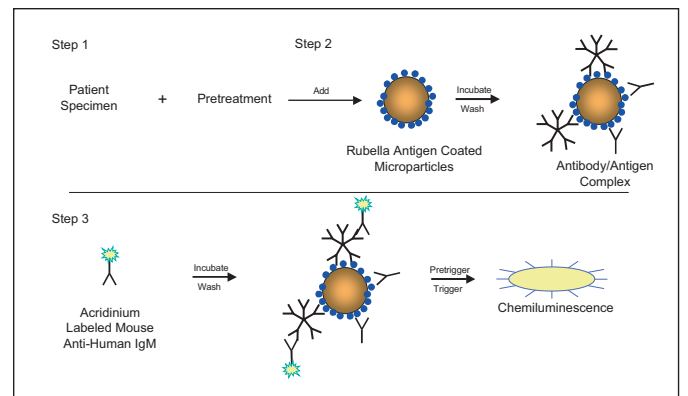 Step 1
Step 2
Patient
Specimen
+
Pretreatment
Add
Incubate
Wash
Rubella Antigen Coated
Microparticles
Antibody/Antigen
Complex
Step 3
Incubate
Wash
Pretrigger
Trigger
Acridinium
Labeled Mouse
Anti-Human IgM
Chemiluminescence